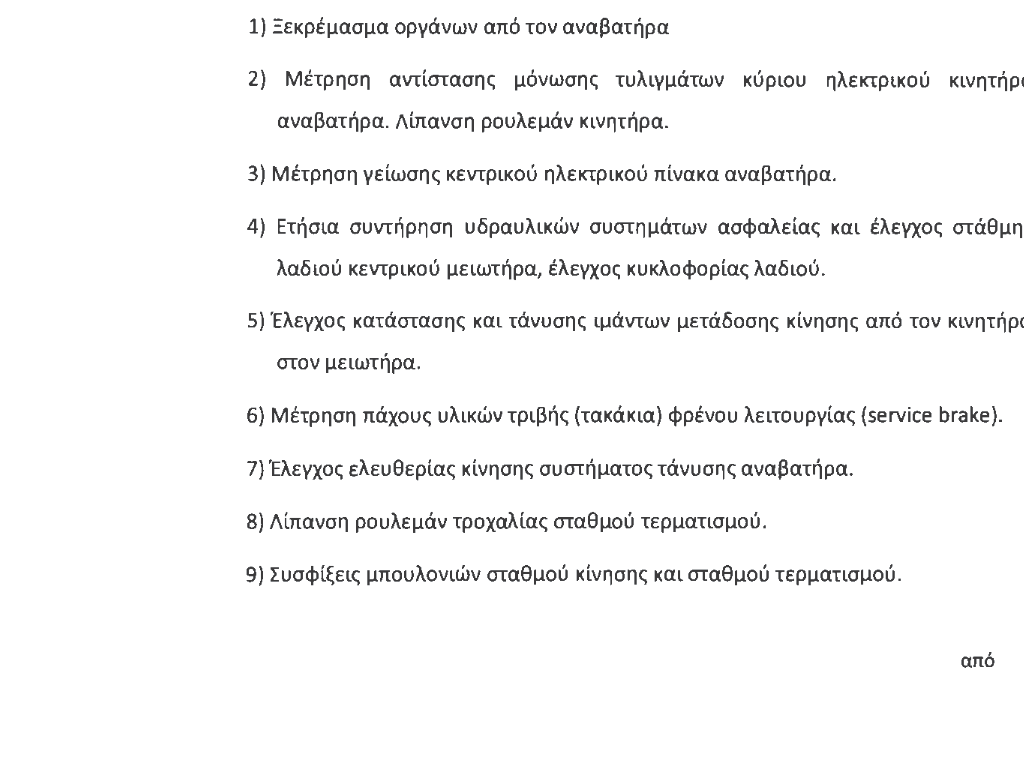 1) Ξεκρέμασμα οργάνων από τον αναβατήρα
2) Μέτρηση αντίστασης μόνωσης τυλιγμάτων κύριου ηλεκτρικού κινητήρα
αναβατήρα. Λίπανση ρουλεμάν κινητήρα.
3) Μέτρηση γείωσης κεντρικού ηλεκτρικού πίνακα αναβατήρα.
4) Ετήσια συντήρηση υδραυλικών συστημάτων ασφαλείας και έλεγχος στάθμη
λαδιού κεντρικού μειωτήρα, έλεγχος κυκλοφορίας λαδιού.
5) Έλεγχος κατάστασης και τάνυσης ιμάντων μετάδοσης κίνησης από τον κινητήρα
στον μειωτήρα.
6) Μέτρηση πάχους υλικών τριβής (τακάκια) φρένου λειτουργίας (service brake).
7) Έλεγχος ελευθερίας κίνησης συστήματος τάνυσης αναβατήρα.
8) Λίπανση ρουλεμάν τροχαλίας σταθμού τερματισμού.
9) Συσφίξεις μπουλονιών σταθμού κίνησης και σταθμού τερματισμού.
από